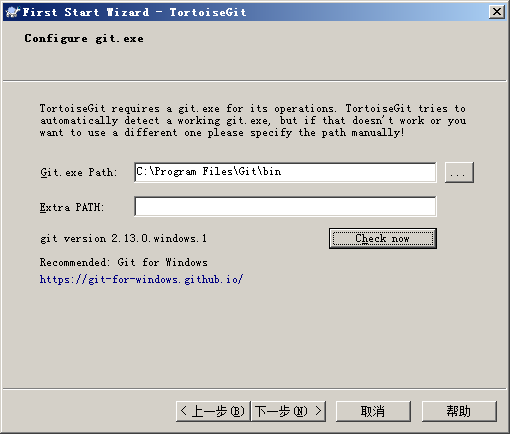 First Start Wizard - TortoiseGit
Configure git.exe
TortoiseGit requires a git.exe for its operations. TortoiseGit tries to
automatically detect a working git.exe, but if that doesn't work or you
want to use a different one please specify the path manually!
Git.exe Path: C:\Program Files\Git\bin ...
Extra PATH:
git version 2.13.0.windows.1 Check now
Recommended: Git for Windows
https://git-for-windows.github.io/
< 上一步(B) 下一步(N) > 取消 帮助